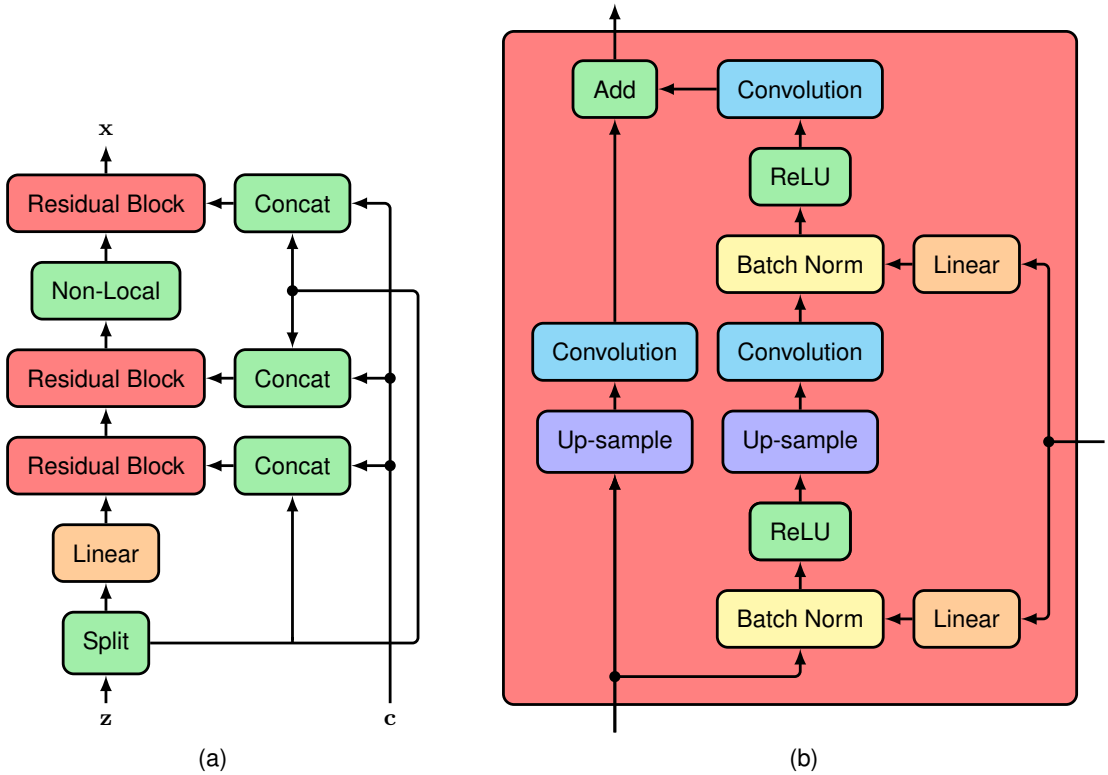 x
Residual Block
Concat
Non-Local
Residual Block
Concat
Residual Block
Concat
Linear
Split
z
c
(a)
Add
Convolution
ReLU
Batch Norm
Linear
Convolution
Convolution
Up-sample
Up-sample
ReLU
Batch Norm
Linear
(b)